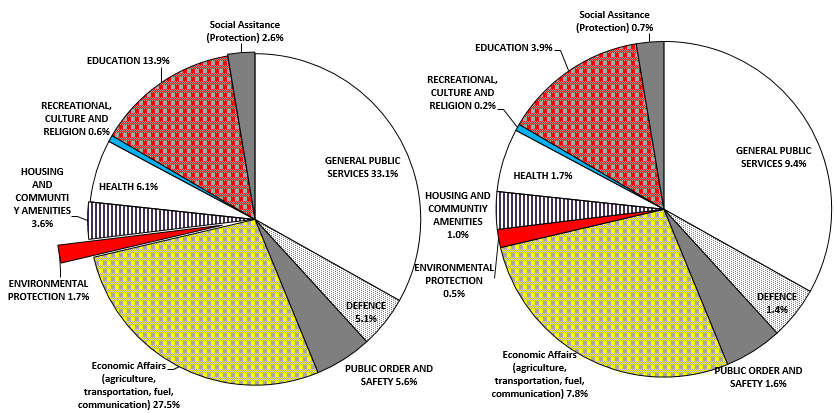 Social Assitance
(Protection) 2.6%
EDUCATION 13.9%
RECREATIONAL,
CULTURE AND
RELIGION 0.6%
GENERAL PUBLIC
SERVICES 33.1%
HEALTH 6.1%
HOUSING
AND
COMMUNTI
Y AMENITIES
3.6%
ENVIRONMENTAL
PROTECTION 1.7%
DEFENCE
5.1%
Economic Affairs
(agriculture,
transportation, fuel,
communication) 27.5%
PUBLIC ORDER AND
SAFETY 5.6%
Social Assitance
(Protection) 0.7%
EDUCATION 3.9%
RECREATIONAL,
CULTURE AND
RELIGION 0.2%
GENERAL PUBLIC
SERVICES 9.4%
HEALTH 1.7%
HOUSING AND
COMMUNTIY
AMENITIES
1.0%
ENVIRONMENTAL
PROTECTION
0.5%
DEFENCE
1.4%
Economic Affairs
(agriculture,
transportation, fuel,
communication) 7.8%
PUBLIC ORDER AND
SAFETY 1.6%